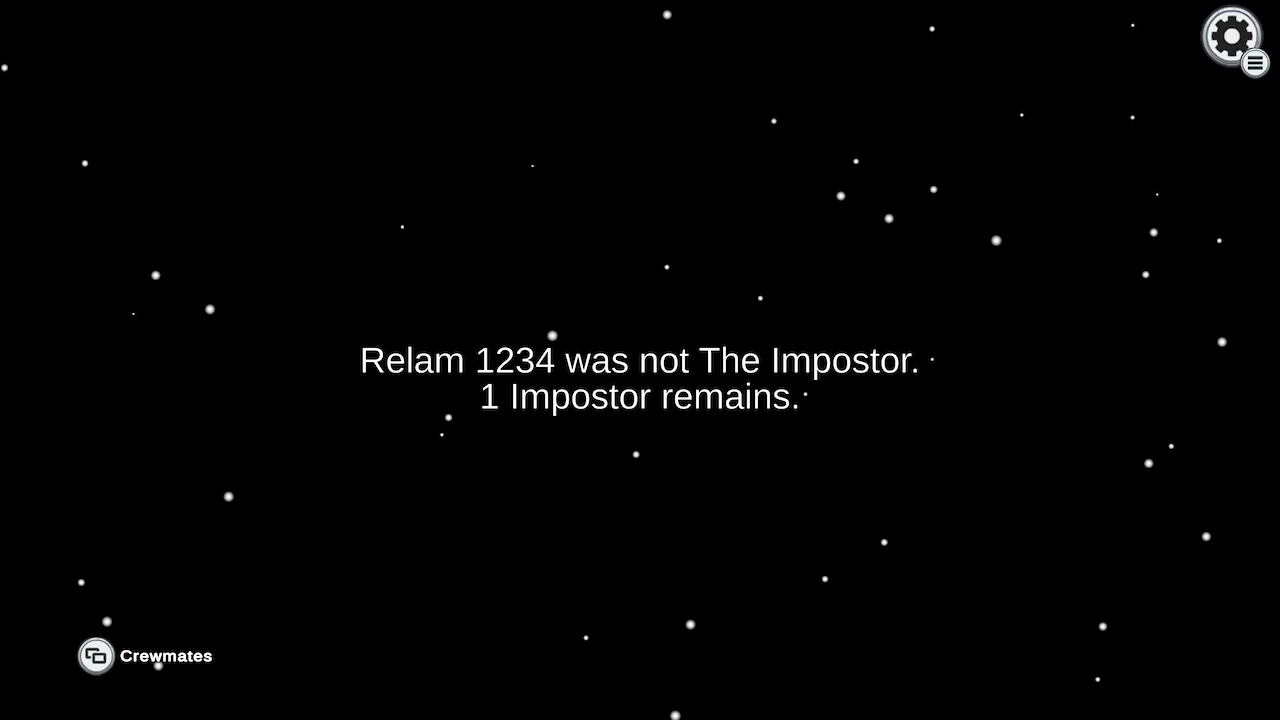 Relam 1234 was not The Impostor.
1 Impostor remains.
Crewmates